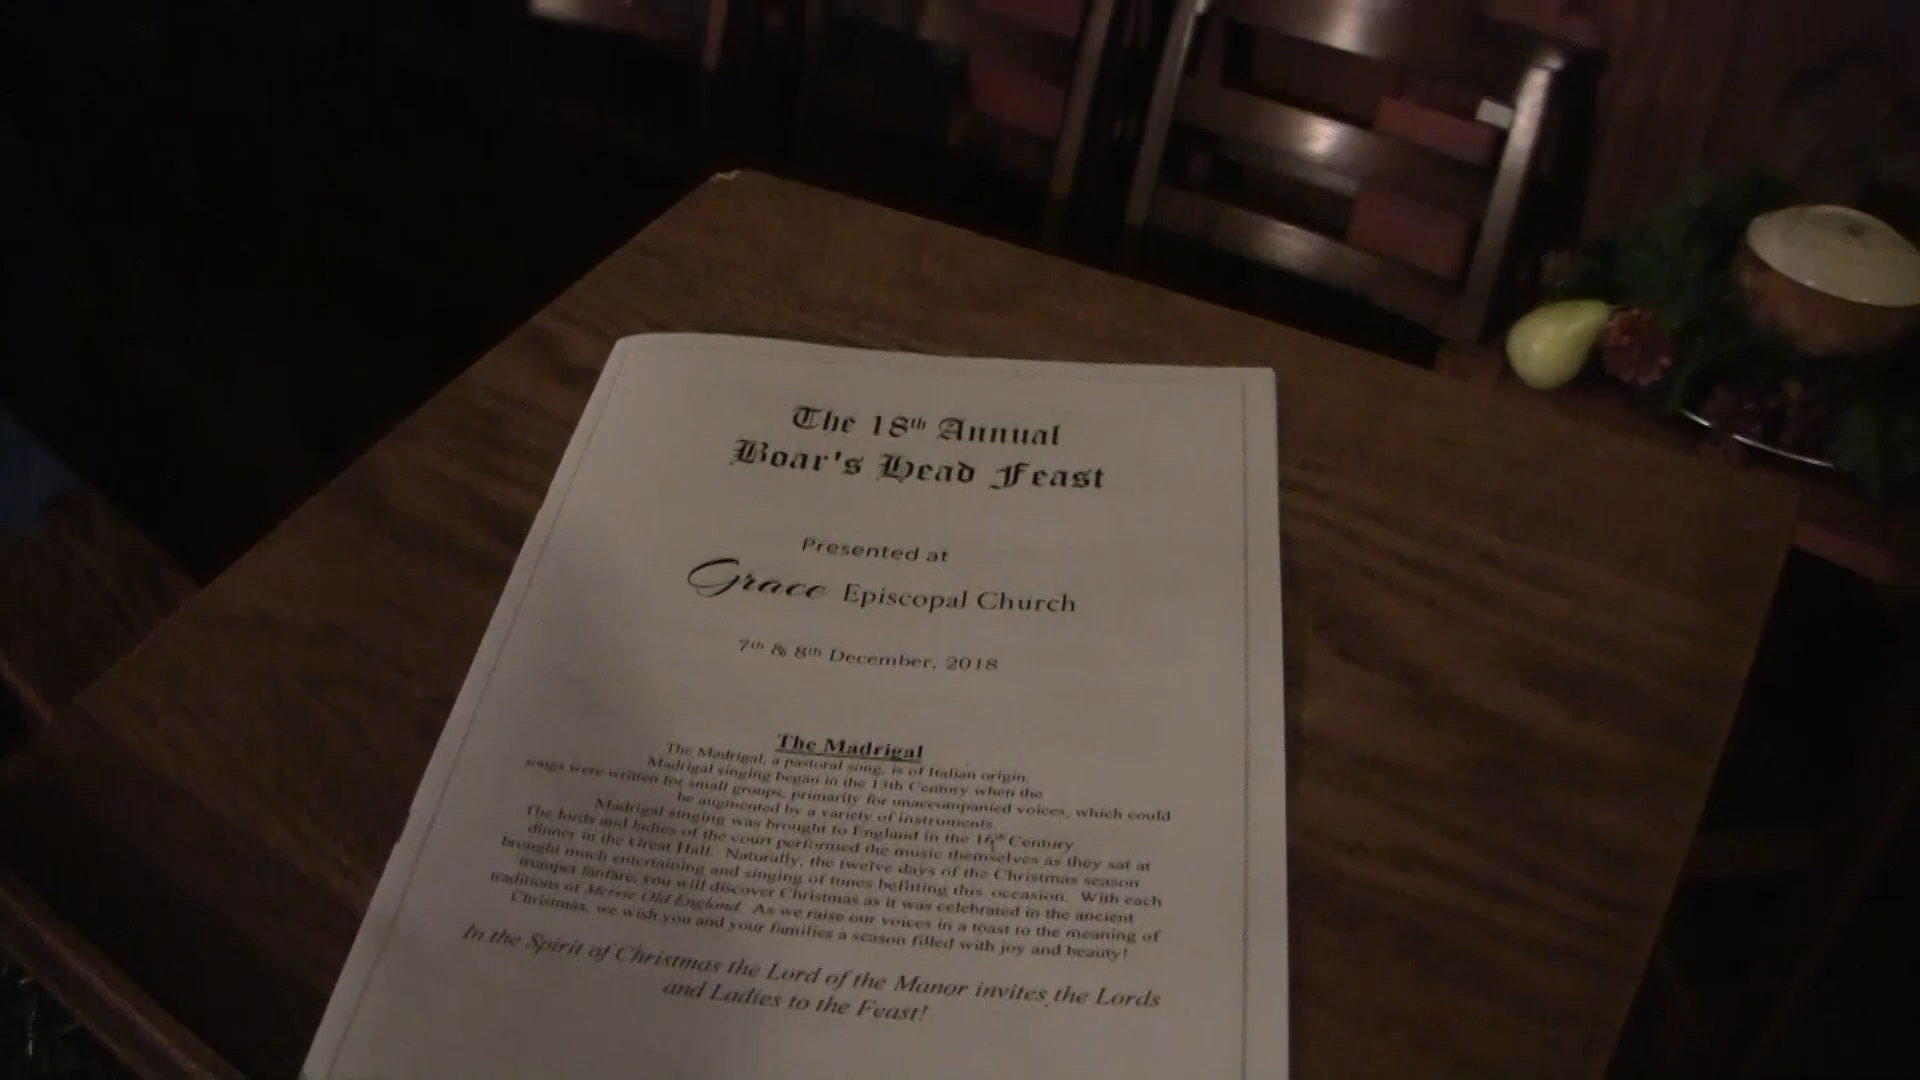 The 18th Annual
Boar's Head Feast
Presented at
Grace Episcopal Church
7th & 8th December, 2018
The Madrigal
The Madrigal, a pastoral song, is of Italian origin.
Madrigal singing began in the 13th Century when the
songs were written for small groups, primarily for unaccompanied voices, which could
be augmented by a variety of instruments.
Madrigal singing was brought to England in the 16th Century.
The lords and ladies of the court performed the music themselves as they sat at
dinner in the Great Hall. Naturally, the twelve days of the Christmas season
brought much entertaining and singing of tunes befitting this occasion. With each
trumpet fanfare, you will discover Christmas as it was celebrated in the ancient
traditions of Merrie Old England. As we raise our voices in a toast to the meaning of
Christmas, we wish you and your families a season filled with joy and beauty!
In the Spirit of Christmas the Lord of the Manor invites the Lords
and Ladies to the Feast!